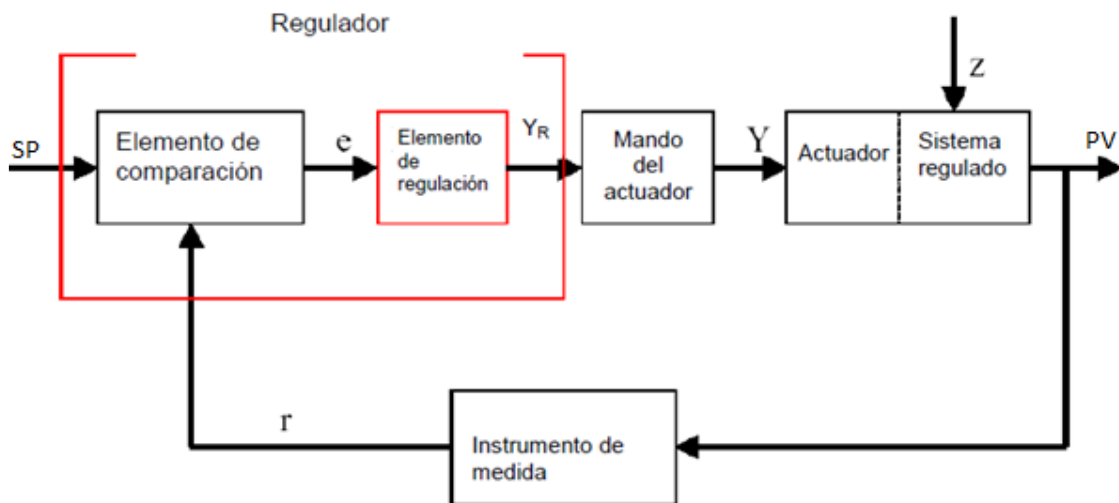 Regulador
SP
Elemento de
comparación
e
Elemento
de
regulación
YR
Mando
del
actuador
Y
Actuador
Sistema
regulado
z
PV
r
Instrumento de
medida